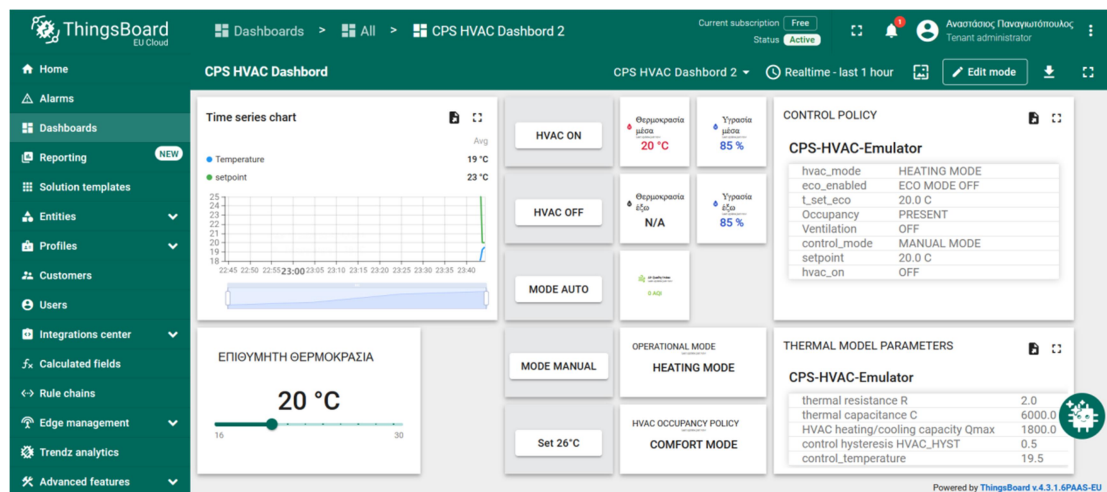 ThingsBoard
EU Cloud
Dashboards > All > CPS HVAC Dashbord 2
Current subscription Free
Status Active
1
Αναστάσιος Παναγιωτόπουλος
Tenant administrator
Home
Alarms
Dashboards
Reporting NEW
Solution templates
Entities
Profiles
Customers
Users
Integrations center
Calculated fields
Rule chains
Edge management
Trendz analytics
Advanced features
CPS HVAC Dashbord
CPS HVAC Dashbord 2
Realtime - last 1 hour
Edit mode
Time series chart
Avg
Temperature 19 °C
setpoint 23 °C
25
24
23
22
21
20
19
18
22:45 22:50 22:55 23:00 23:05 23:10 23:15 23:20 23:25 23:30 23:35 23:40
ΕΠΙΘΥΜΗΤΗ ΘΕΡΜΟΚΡΑΣΙΑ
20 °C
16 30
HVAC ON
HVAC OFF
MODE AUTO
MODE MANUAL
Set 26°C
Θερμοκρασία
μέσα
20 °C
Υγρασία
μέσα
85 %
Θερμοκρασία
έξω
N/A
Υγρασία
έξω
85 %
0 AQI
OPERATIONAL MODE
HEATING MODE
HVAC OCCUPANCY POLICY
COMFORT MODE
CONTROL POLICY
CPS-HVAC-Emulator
hvac_mode HEATING MODE
eco_enabled ECO MODE OFF
t_set_eco 20.0 C
Occupancy PRESENT
Ventilation OFF
control_mode MANUAL MODE
setpoint 20.0 C
hvac_on OFF
THERMAL MODEL PARAMETERS
CPS-HVAC-Emulator
thermal resistance R 2.0
thermal capacitance C 6000.0
HVAC heating/cooling capacity Qmax 1800.0
control hysteresis HVAC_HYST 0.5
control_temperature 19.5
Powered by ThingsBoard v.4.3.1.6PAAS-EU